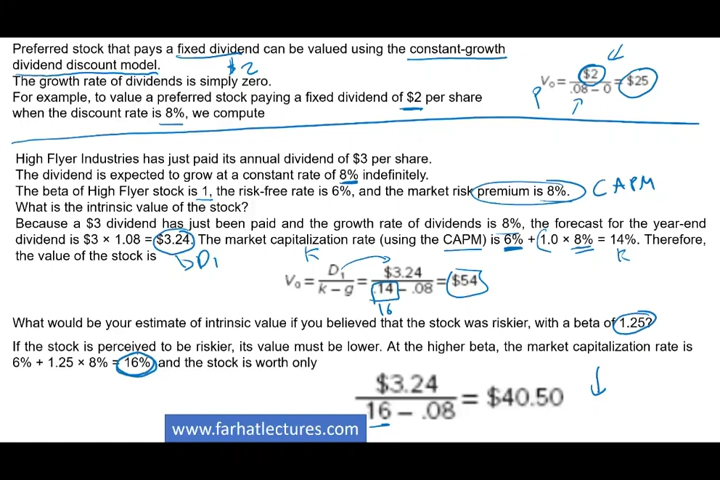 Preferred stock that pays a fixed dividend can be valued using the constant-growth
dividend discount model.
$2
The growth rate of dividends is simply zero.
For example, to value a preferred stock paying a fixed dividend of $2 per share
when the discount rate is 8%, we compute
P V₀ = $2 / .08 – 0 = $25
High Flyer Industries has just paid its annual dividend of $3 per share.
The dividend is expected to grow at a constant rate of 8% indefinitely.
The beta of High Flyer stock is 1, the risk-free rate is 6%, and the market risk premium is 8%. CAPM
What is the intrinsic value of the stock?
Because a $3 dividend has just been paid and the growth rate of dividends is 8%, the forecast for the year-end
dividend is $3 × 1.08 = $3.24. The market capitalization rate (using the CAPM) is 6% + 1.0 × 8% = 14%. Therefore,
the value of the stock is
D₁
K
K
V₀ = D₁ / k – g = $3.24 / .14 – .08 = $54
16
What would be your estimate of intrinsic value if you believed that the stock was riskier, with a beta of 1.25?
If the stock is perceived to be riskier, its value must be lower. At the higher beta, the market capitalization rate is
6% + 1.25 × 8% = 16% and the stock is worth only
$3.24 / 16 – .08 = $40.50
www.farhatlectures.com